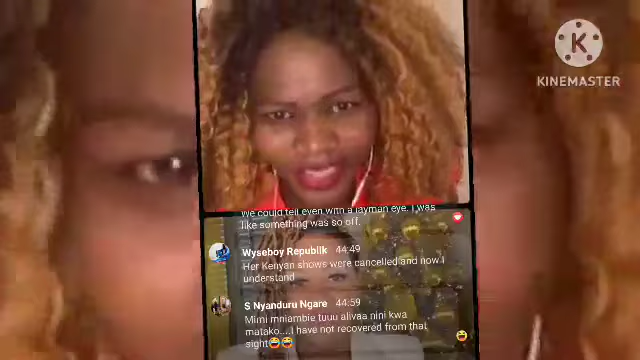 KINEMASTER
We could tell even with a layman eye. I was
like something was so off.
Wyseboy Republik 44:49
Her Kenyan shows were cancelled and now I
understand
S Nyanduru Ngare 44:59
Mimi mniambie tuuu alivaa nini kwa
matako....I have not recovered from that
sight😂😂